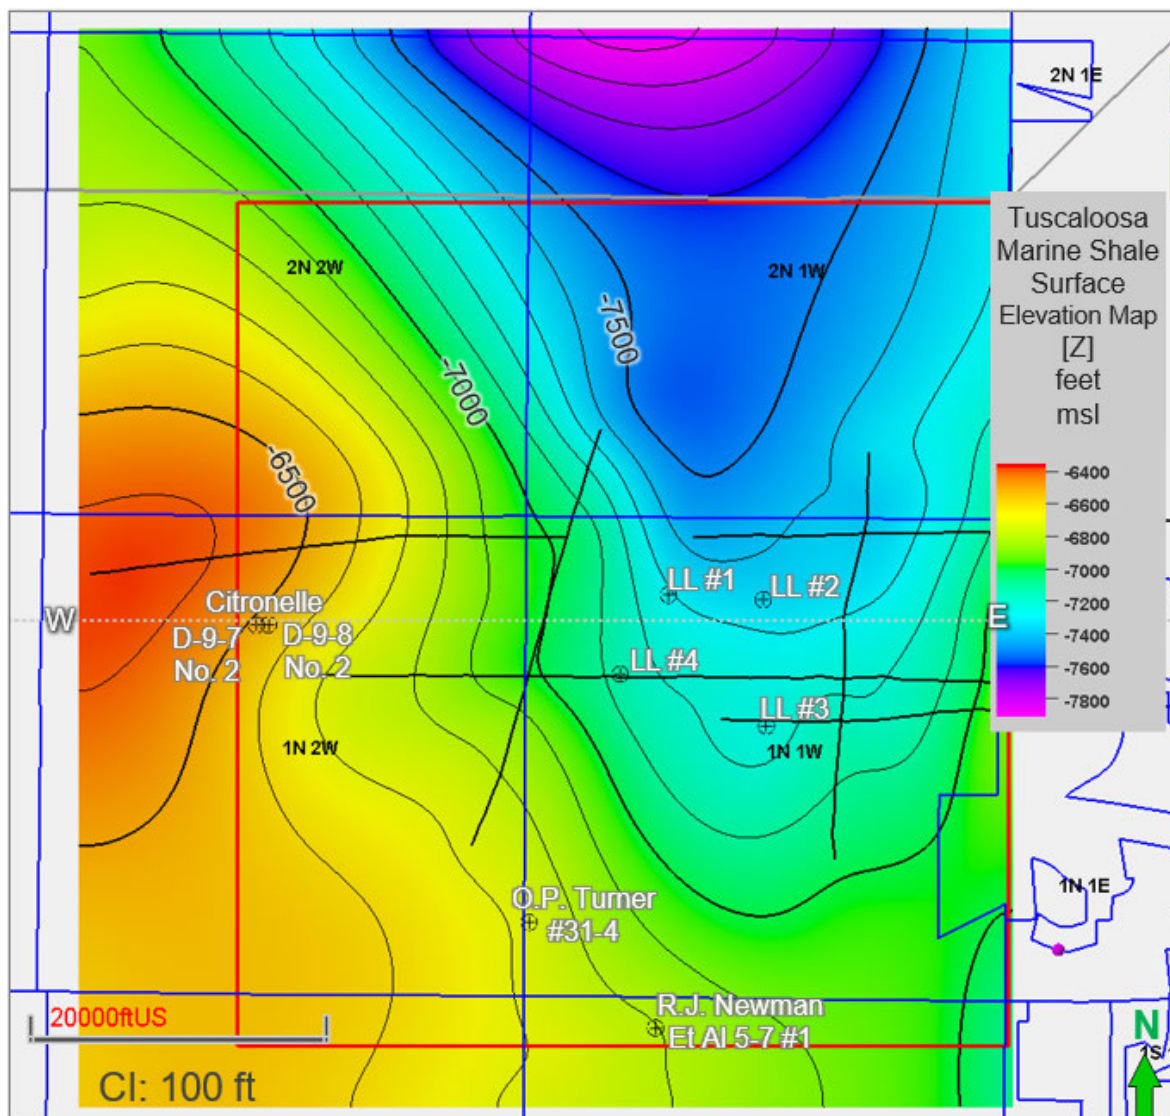 2N 1E
Tuscaloosa
Marine Shale
Surface
Elevation Map
[Z]
feet
msl
-6400
-6600
-6800
-7000
-7200
-7400
-7600
-7800
2N 2W
2N 1W
-7500
-7000
-6500
LL #1
LL #2
Citronelle
W
E
D-9-7
No. 2
D-9-8
No. 2
LL #4
LL #3
1N 2W
1N 1W
1N 1E
O.P. Turner
#31-4
R.J. Newman
Et Al 5-7 #1
20000ftUS
N
CI: 100 ft